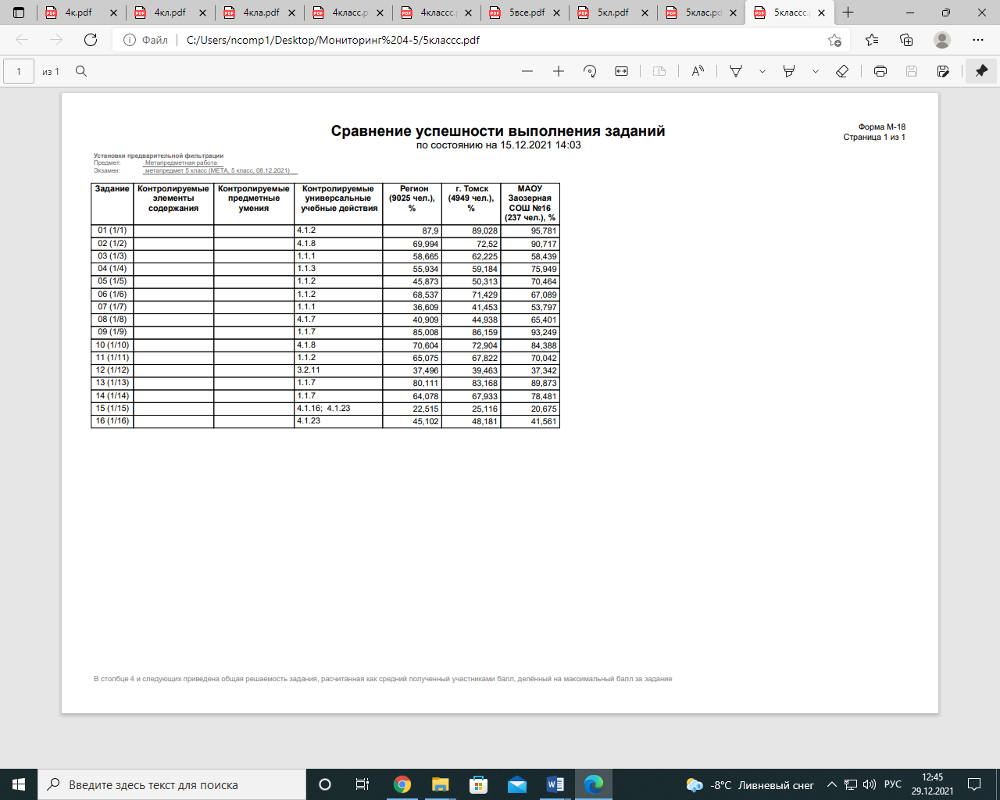 4к.pdf 4кл.pdf 4кла.pdf 4класс.p 4классс. 5все.pdf 5кл.pdf 5клас.pd 5классс.
Файл C:/Users/ncomp1/Desktop/Мониторинг%204-5/5классс.pdf
1 из 1
Форма М-18
Страница 1 из 1
Сравнение успешности выполнения заданий
по состоянию на 15.12.2021 14:03
Установки предварительной фильтрации
Предмет: Метапредметная работа
Экзамен: метапредмет 5 класс (МЕТА, 5 класс, 08.12.2021)
Задание Контролируемые элементы содержания Контролируемые предметные умения Контролируемые универсальные учебные действия Регион (9025 чел.), % г. Томск (4949 чел.), % МАОУ Заозерная СОШ №16 (237 чел.), %
01 (1/1) 4.1.2 87,9 89,028 95,781
02 (1/2) 4.1.8 69,994 72,52 90,717
03 (1/3) 1.1.1 58,665 62,225 58,439
04 (1/4) 1.1.3 55,934 59,184 75,949
05 (1/5) 1.1.2 45,873 50,313 70,464
06 (1/6) 1.1.2 68,537 71,429 67,089
07 (1/7) 1.1.1 36,609 41,453 53,797
08 (1/8) 4.1.7 40,909 44,938 65,401
09 (1/9) 1.1.7 85,008 86,159 93,249
10 (1/10) 4.1.8 70,604 72,904 84,388
11 (1/11) 1.1.2 65,075 67,822 70,042
12 (1/12) 3.2.11 37,496 39,463 37,342
13 (1/13) 1.1.7 80,111 83,168 89,873
14 (1/14) 1.1.7 64,078 67,933 78,481
15 (1/15) 4.1.16; 4.1.23 22,515 25,116 20,675
16 (1/16) 4.1.23 45,102 48,181 41,561
В столбце 4 и следующих приведена общая решаемость задания, расчитанная как средний полученный участниками балл, делённый на максимальный балл за задание
Введите здесь текст для поиска
-8°C Ливневый снег
РУС
12:45
29.12.2021